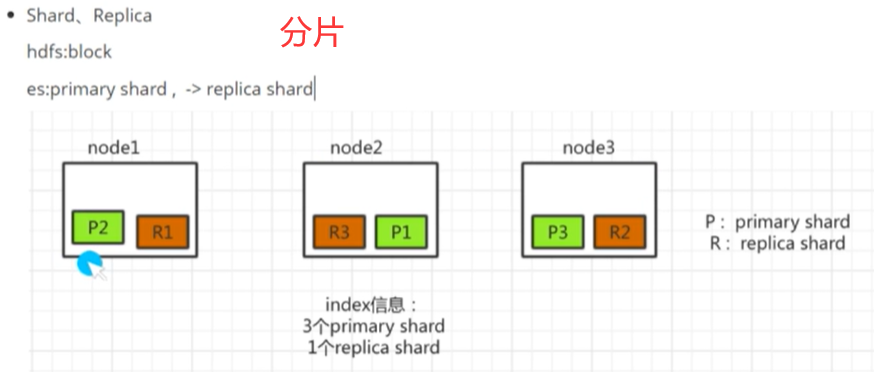 Shard、Replica
分片
hdfs:block
es:primary shard , -> replica shard
node1
node2
node3
P2
R1
R3
P1
P3
R2
P : primary shard
R : replica shard
index信息 :
3个primary shard
1个replica shard